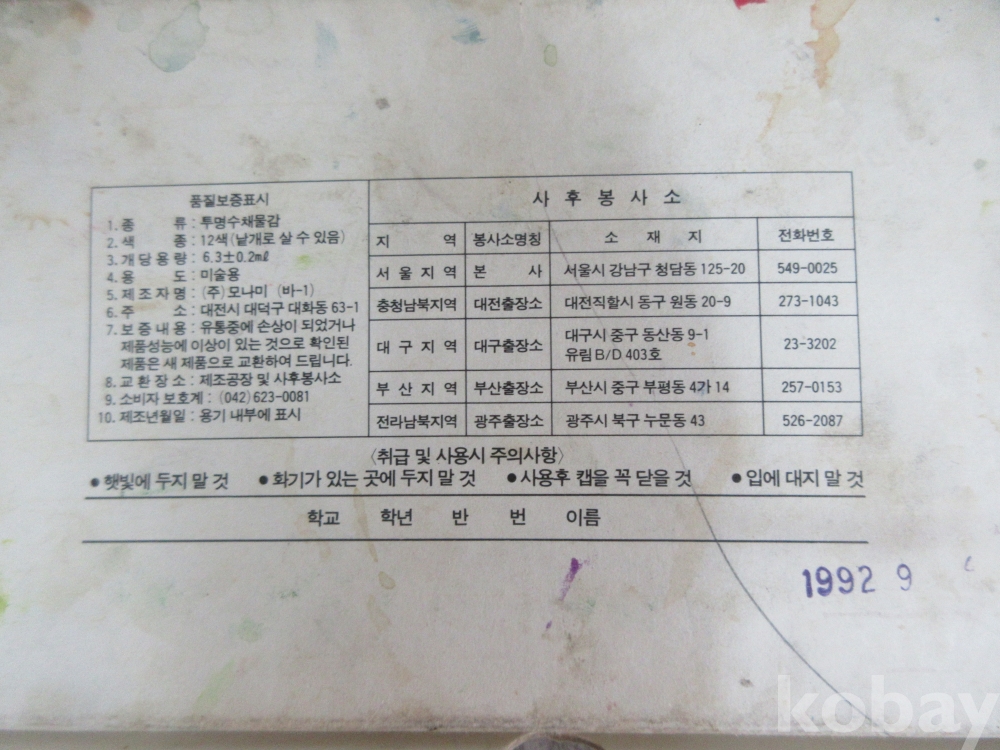 품질보증표시
1. 종 류 : 투명수채물감
2. 색 종 : 12색(낱개로 살 수 있음)
3. 개당용량 : 6.3±0.2㎖
4. 용 도 : 미술용
5. 제조자명 : (주)모나미 (바-1)
6. 주 소 : 대전시 대덕구 대화동 63-1
7. 보증내용 : 유통중에 손상이 되었거나
제품성능에 이상이 있는 것으로 확인된
제품은 새 제품으로 교환하여 드립니다.
8. 교환장소 : 제조공장 및 사후봉사소
9. 소비자 보호계 : (042)623-0081
10. 제조년월일 : 용기 내부에 표시
사후봉사소
지역 봉사소명칭 소재지 전화번호
서울지역 본사 서울시 강남구 청담동 125-20 549-0025
충청남북지역 대전출장소 대전직할시 동구 원동 20-9 273-1043
대구지역 대구출장소 대구시 중구 동산동 9-1
유림 B/D 403호 23-3202
부산지역 부산출장소 부산시 중구 부평동 4가 14 257-0153
전라남북지역 광주출장소 광주시 북구 누문동 43 526-2087
〈취급 및 사용시 주의사항〉
● 햇빛에 두지 말 것 ● 화기가 있는 곳에 두지 말 것 ● 사용후 캡을 꼭 닫을 것 ● 입에 대지 말 것
학교 학년 반 번 이름
1992 9
kobay